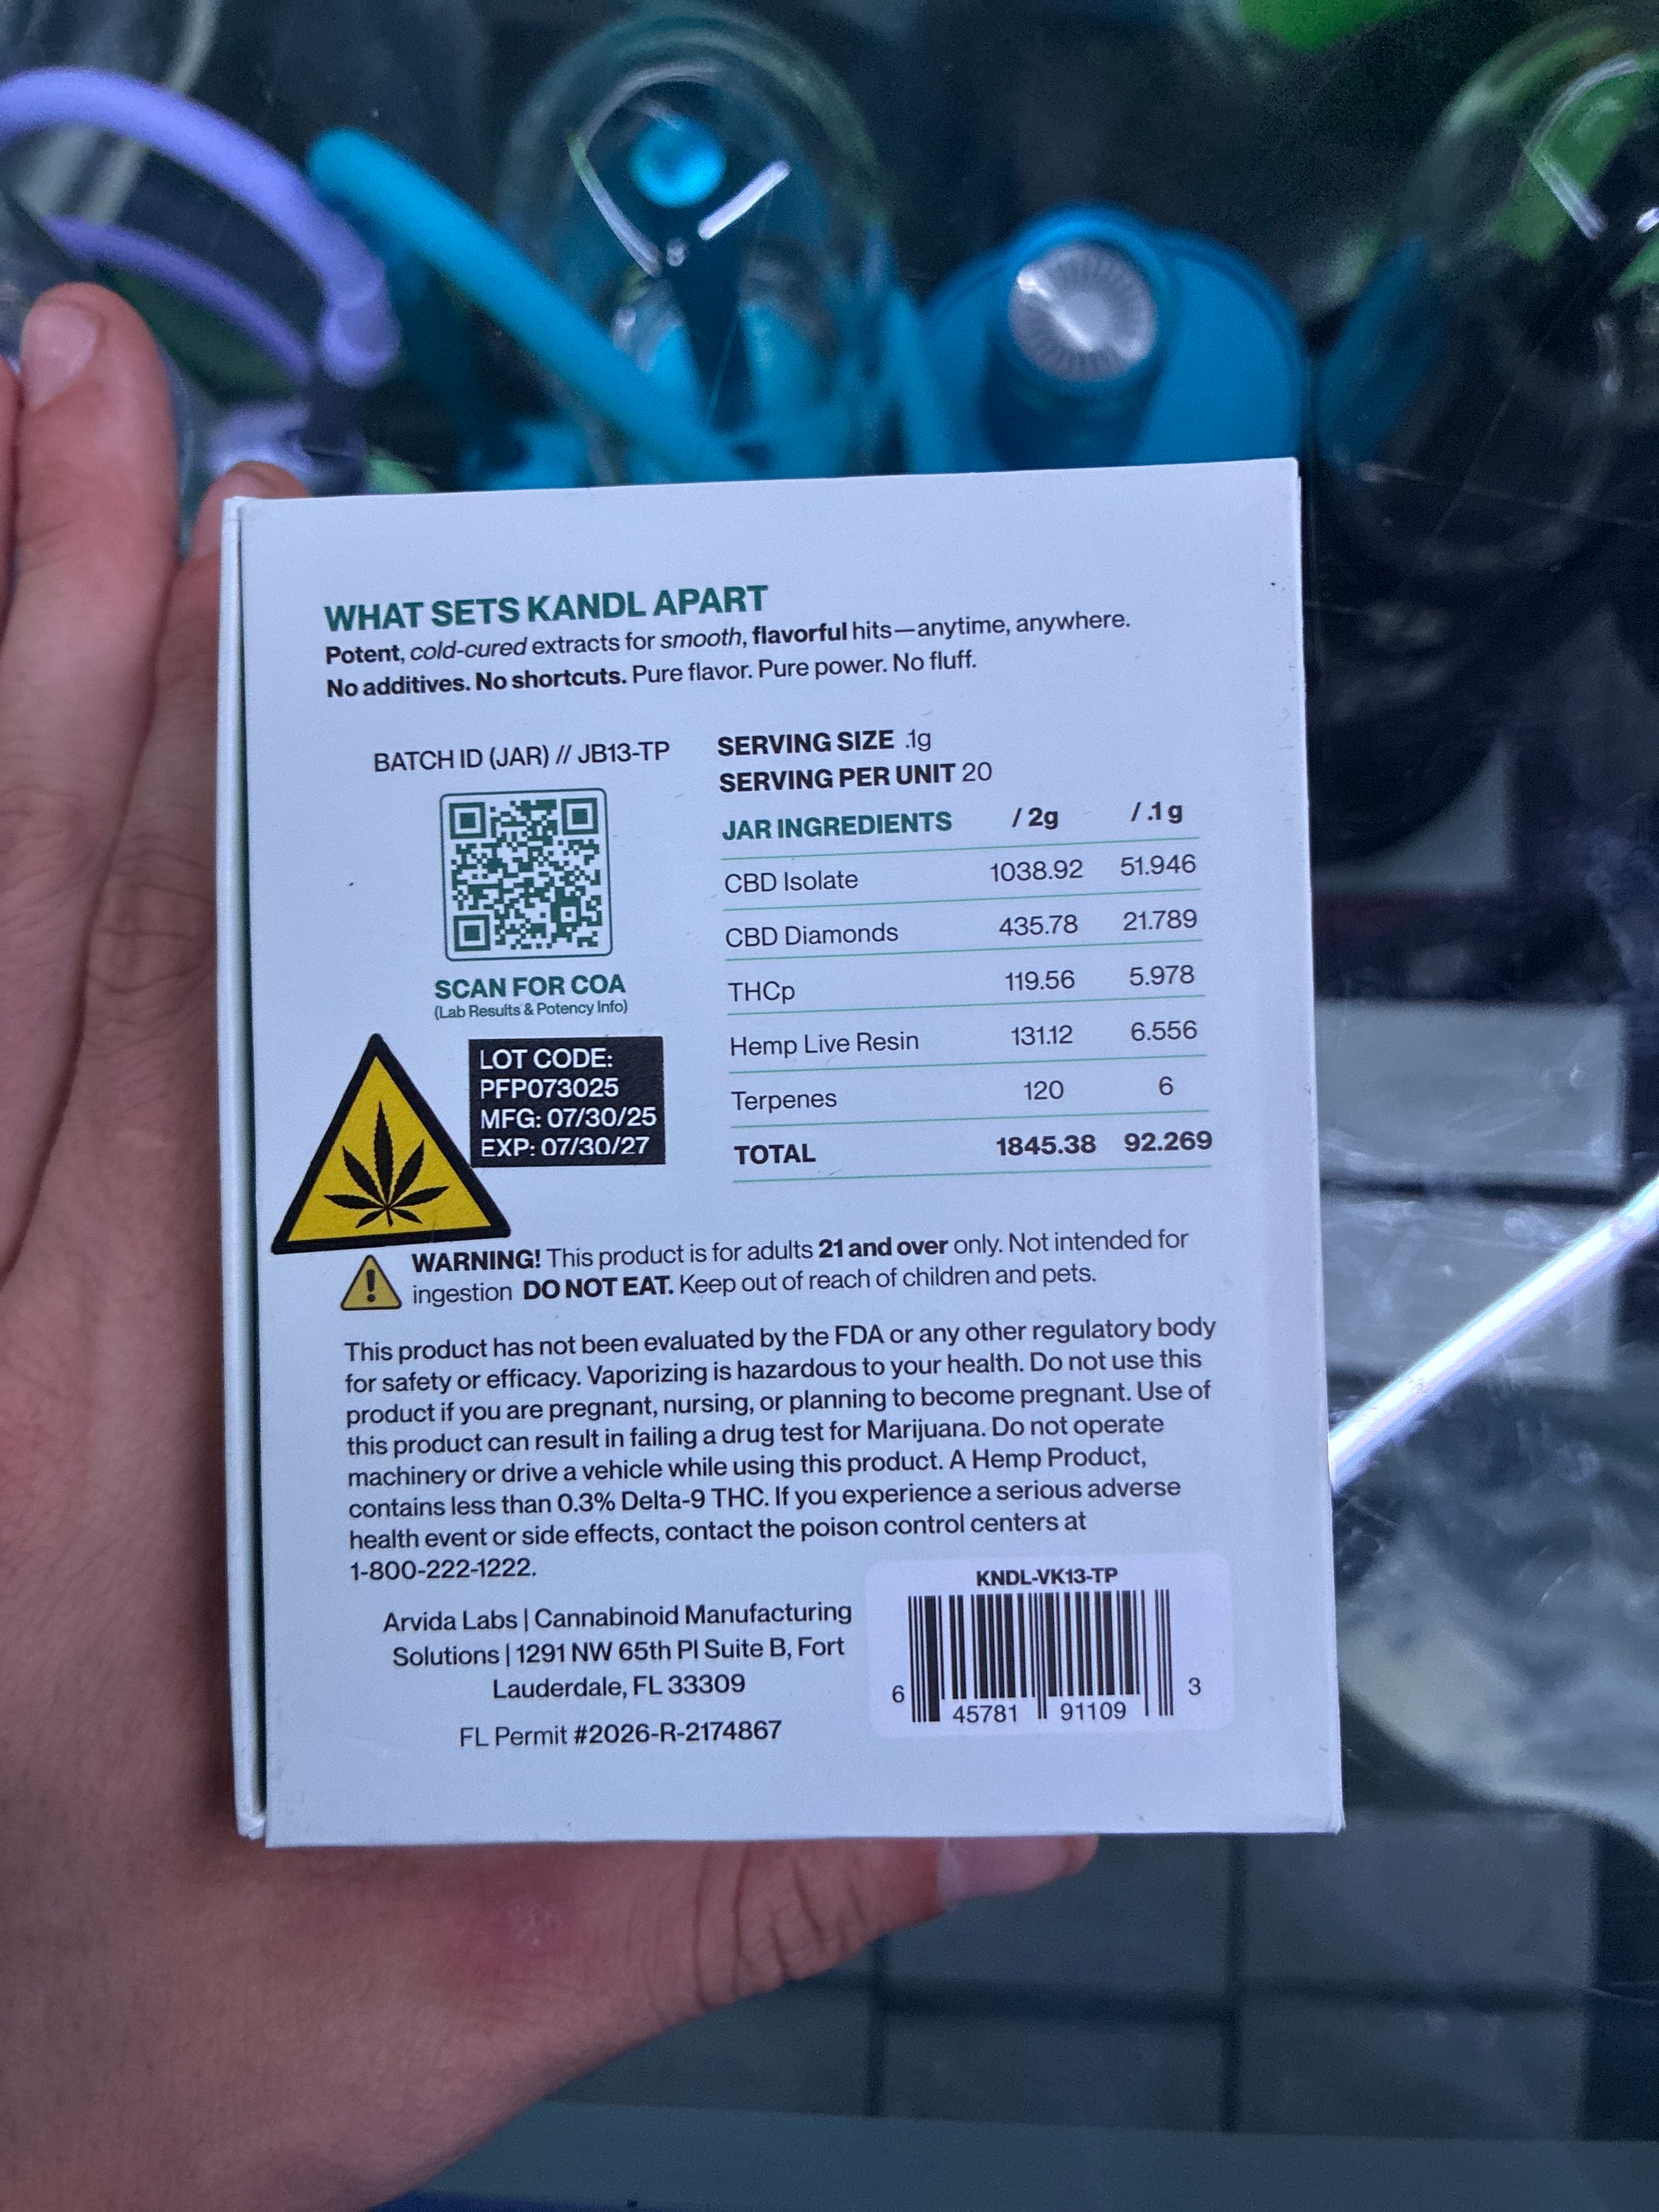 WHAT SETS KANDL APART
Potent, cold-cured extracts for smooth, flavorful hits—anytime, anywhere.
No additives. No shortcuts. Pure flavor. Pure power. No fluff.
BATCH ID (JAR) // JB13-TP
SCAN FOR COA
(Lab Results & Potency Info)
LOT CODE:
PFP073025
MFG: 07/30/25
EXP: 07/30/27
SERVING SIZE .1g
SERVING PER UNIT 20
JAR INGREDIENTS / 2g / .1 g
CBD Isolate 1038.92 51.946
CBD Diamonds 435.78 21.789
THCp 119.56 5.978
Hemp Live Resin 131.12 6.556
Terpenes 120 6
TOTAL 1845.38 92.269
WARNING! This product is for adults 21 and over only. Not intended for
ingestion DO NOT EAT. Keep out of reach of children and pets.
This product has not been evaluated by the FDA or any other regulatory body
for safety or efficacy. Vaporizing is hazardous to your health. Do not use this
product if you are pregnant, nursing, or planning to become pregnant. Use of
this product can result in failing a drug test for Marijuana. Do not operate
machinery or drive a vehicle while using this product. A Hemp Product,
contains less than 0.3% Delta-9 THC. If you experience a serious adverse
health event or side effects, contact the poison control centers at
1-800-222-1222.
Arvida Labs | Cannabinoid Manufacturing
Solutions | 1291 NW 65th Pl Suite B, Fort
Lauderdale, FL 33309
FL Permit #2026-R-2174867
KNDL-VK13-TP
6 45781 91109 3